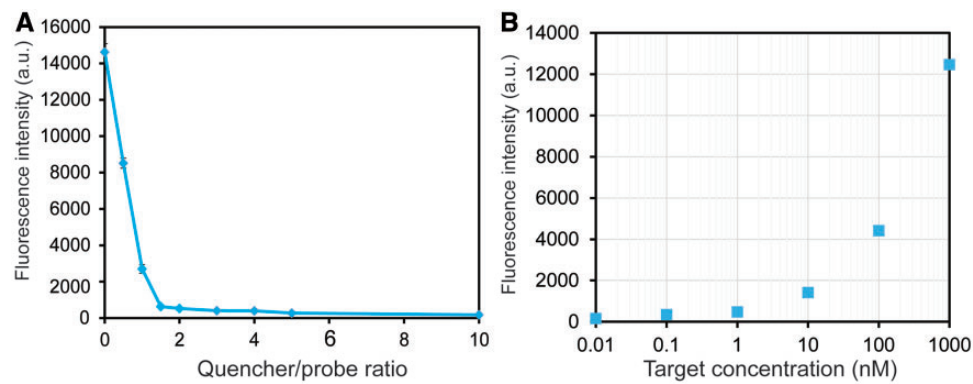 A
16000
14000
12000
10000
8000
6000
4000
2000
0
Fluorescence intensity (a.u.)
0 2 4 6 8 10
Quencher/probe ratio
B
14000
12000
10000
8000
6000
4000
2000
0
Fluorescence intensity (a.u.)
0.01 0.1 1 10 100 1000
Target concentration (nM)